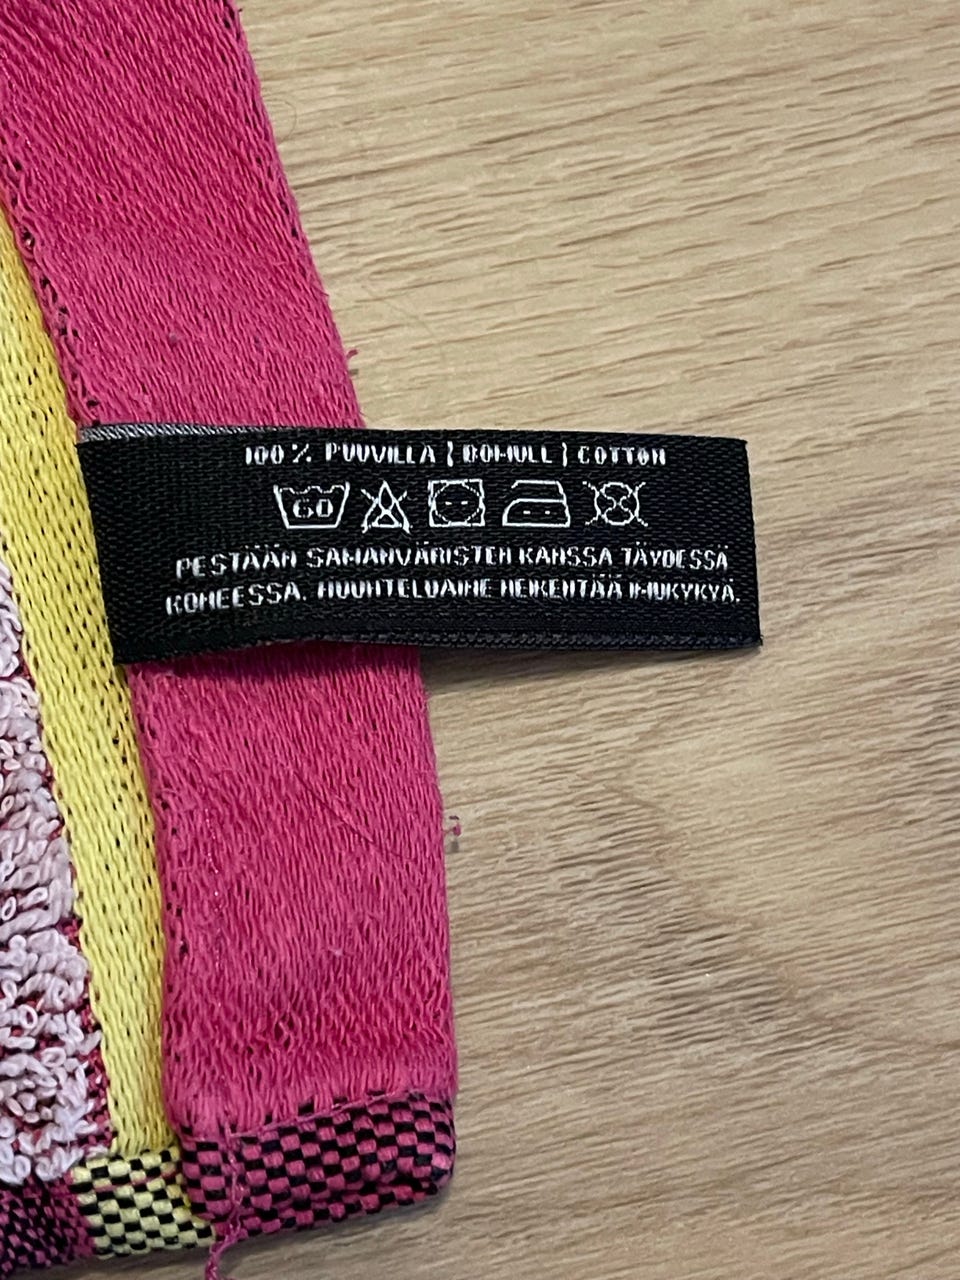 100 % PUUVILLA | BOMULL | COTTON
60
PESTÄÄN SAMANVÄRISTEN KANSSA TÄYDESSÄ
KONEESSA. HUUHTELUAINE HEIKENTÄÄ IMUKYKYÄ.